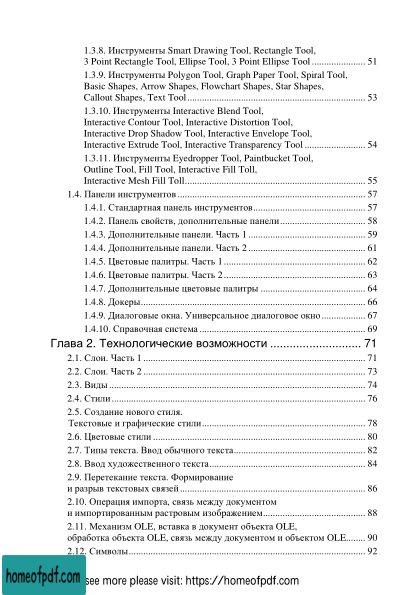 1.3.8. Инструменты Smart Drawing Tool, Rectangle Tool,
3 Point Rectangle Tool, Ellipse Tool, 3 Point Ellipse Tool ..................... 51
1.3.9. Инструменты Polygon Tool, Graph Paper Tool, Spiral Tool,
Basic Shapes, Arrow Shapes, Flowchart Shapes, Star Shapes,
Callout Shapes, Text Tool ...................................................................... 53
1.3.10. Инструменты Interactive Blend Tool,
Interactive Contour Tool, Interactive Distortion Tool,
Interactive Drop Shadow Tool, Interactive Envelope Tool,
Interactive Extrude Tool, Interactive Transparency Tool ........................ 54
1.3.11. Инструменты Eyedropper Tool, Paintbucket Tool,
Outline Tool, Fill Tool, Interactive Fill Toll,
Interactive Mesh Fill Toll....................................................................... 55
1.4. Панели инструментов ............................................................... 57
1.4.1. Стандартная панель инструментов............................................ 57
1.4.2. Панель свойств, дополнительные панели.................................. 58
1.4.3. Дополнительные панели. Часть 1 .............................................. 59
1.4.4. Дополнительные панели. Часть 2 .............................................. 61
1.4.5. Цветовые палитры. Часть 1 ....................................................... 62
1.4.6. Цветовые палитры. Часть 2 ....................................................... 63
1.4.7. Дополнительные цветовые палитры ......................................... 64
1.4.8. Докеры........................................................................................ 66
1.4.9. Диалоговые окна. Универсальное диалоговое окно ................. 67
1.4.10. Справочная система ................................................................. 69
Глава 2. Технологические возможности ............................ 71
2.1. Слои. Часть 1 ............................................................................. 71
2.2. Слои. Часть 2 ............................................................................. 73
2.3. Виды .......................................................................................... 74
2.4. Стили ......................................................................................... 76
2.5. Создание нового стиля.
Текстовые и графические стили...................................................... 78
2.6. Цветовые стили ......................................................................... 80
2.7. Типы текста. Ввод обычного текста.......................................... 82
2.8. Ввод художественного текста.................................................... 84
2.9. Перетекание текста. Формирование
и разрыв текстовых связей .............................................................. 86
2.10. Операция импорта, связь между документом
и импортированным растровым изображением............................. 88
2.11. Механизм OLE, вставка в документ объекта OLE,
обработка объекта OLE, связь между документом и объектом OLE....... 90
2.12. Символы................................................................................... 92
homeofpdf.com see more please visit: https://homeofpdf.com